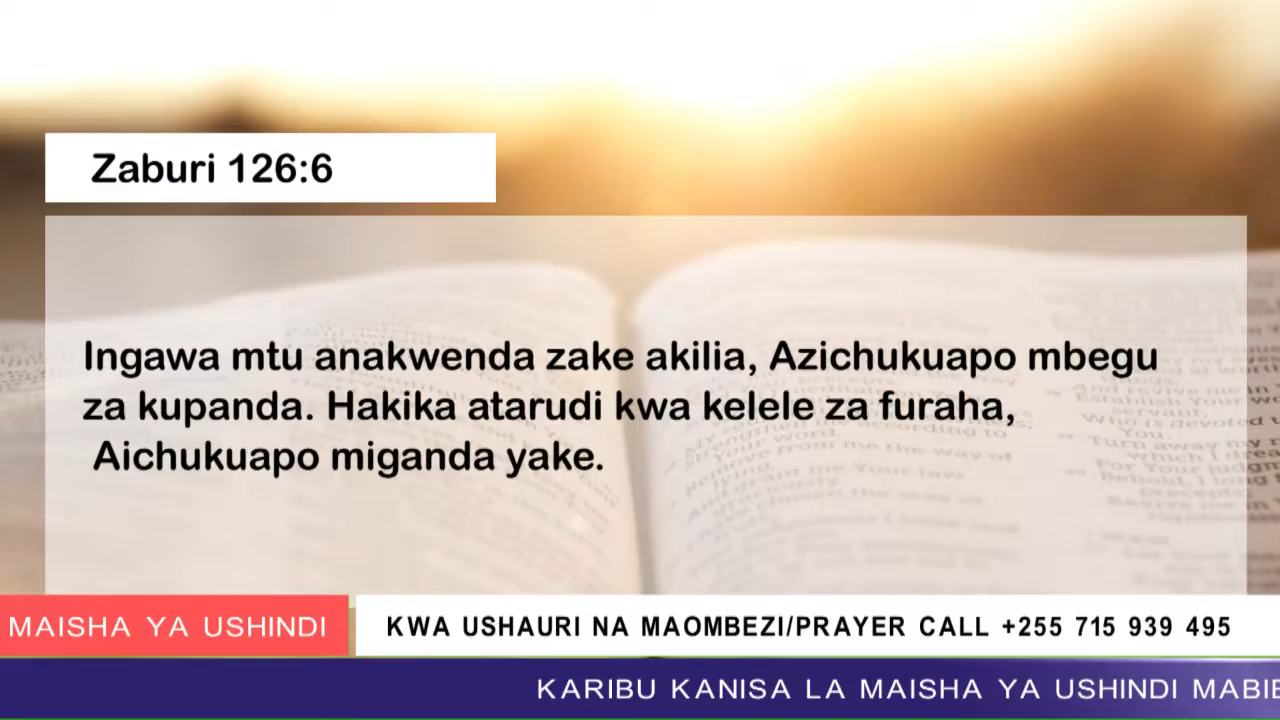 Zaburi 126:6
Ingawa mtu anakwenda zake akilia, Azichukuapo mbegu
za kupanda. Hakika atarudi kwa kelele za furaha,
Aichukuapo miganda yake.
MAISHA YA USHINDI
KWA USHAURI NA MAOMBEZI/PRAYER CALL +255 715 939 495
KARIBU KANISA LA MAISHA YA USHINDI